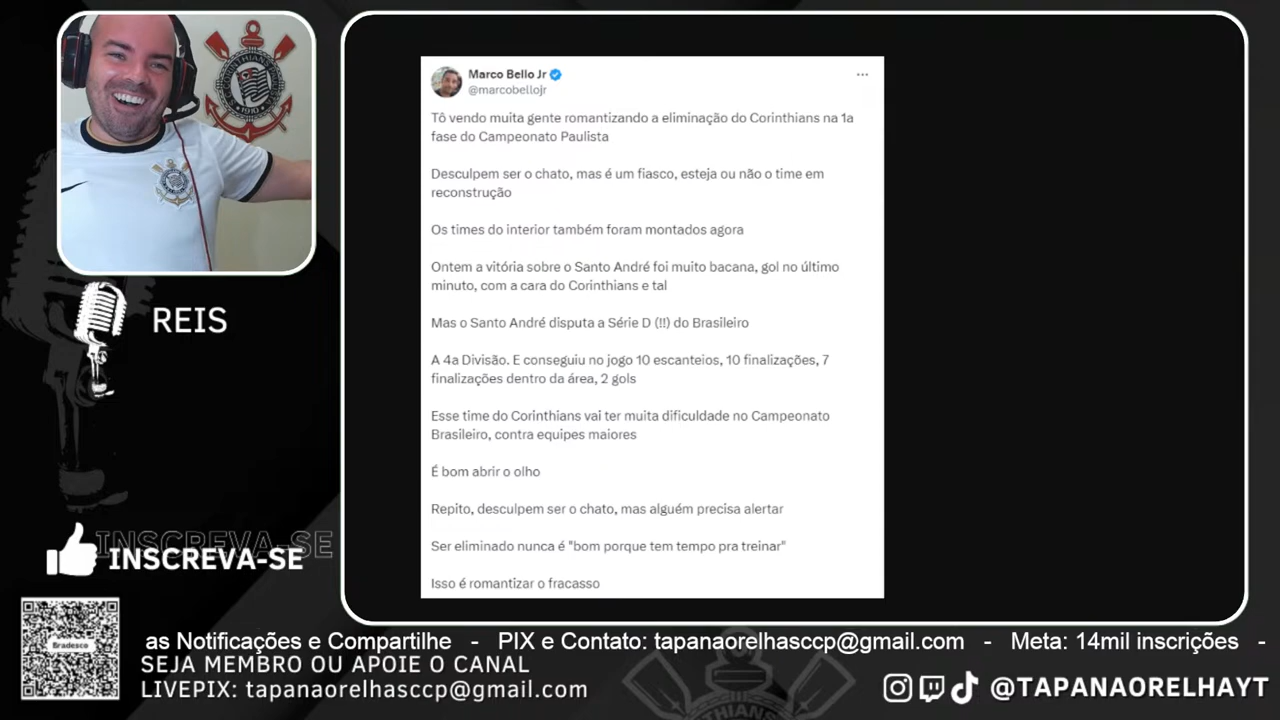 Marco Bello Jr
@marcobellojr
Tô vendo muita gente romantizando a eliminação do Corinthians na 1a
fase do Campeonato Paulista
Desculpem ser o chato, mas é um fiasco, esteja ou não o time em
reconstrução
Os times do interior também foram montados agora
Ontem a vitória sobre o Santo André foi muito bacana, gol no último
minuto, com a cara do Corinthians e tal
Mas o Santo André disputa a Série D (!!) do Brasileiro
A 4a Divisão. E conseguiu no jogo 10 escanteios, 10 finalizações, 7
finalizações dentro da área, 2 gols
Esse time do Corinthians vai ter muita dificuldade no Campeonato
Brasileiro, contra equipes maiores
É bom abrir o olho
Repito, desculpem ser o chato, mas alguém precisa alertar
Ser eliminado nunca é "bom porque tem tempo pra treinar"
Isso é romantizar o fracasso
CORINTHIANS
1910
REIS
INSCREVA-SE
INSCREVA-SE
Bradesco
as Notificações e Compartilhe - PIX e Contato: tapanaorelhasccp@gmail.com - Meta: 14mil inscrições -
SEJA MEMBRO OU APOIE O CANAL
LIVEPIX: tapanaorelhasccp@gmail.com
@TAPANAORELHAYT